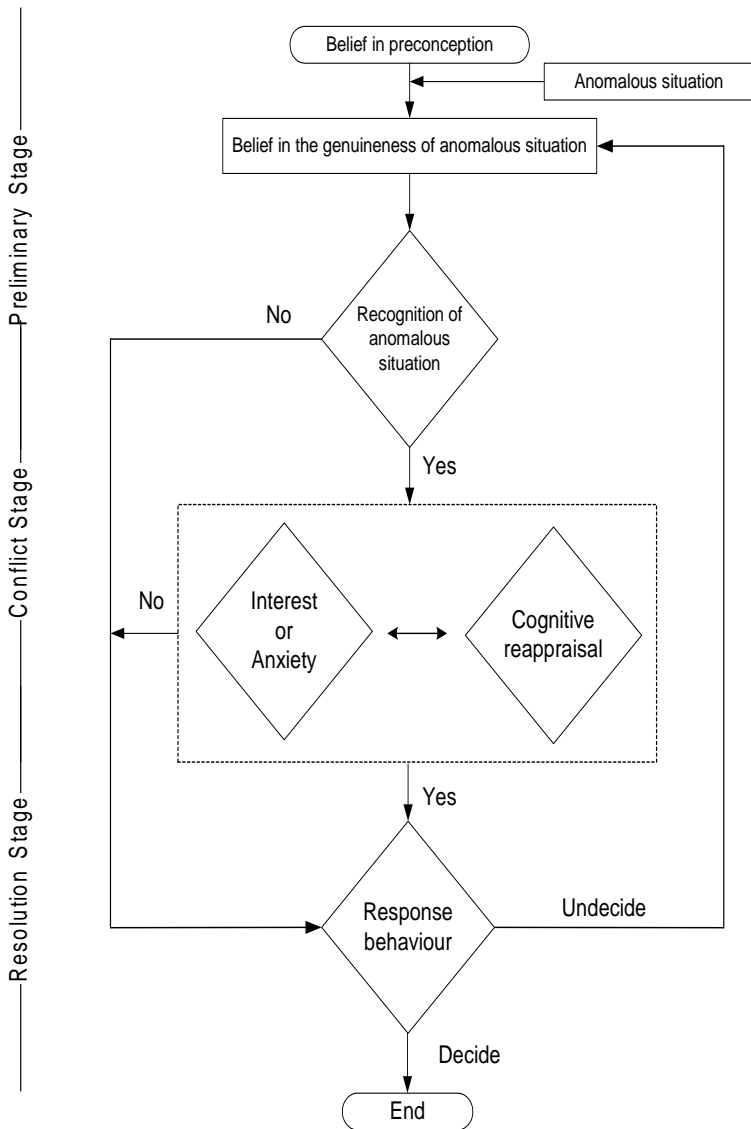 Belief in preconception
Anomalous situation
Belief in the genuineness of anomalous situation
Preliminary Stage
Recognition of
anomalous
situation
No
Yes
Conflict Stage
No
Interest
or
Anxiety
Cognitive
reappraisal
Yes
Resolution Stage
Response
behaviour
Undecide
Decide
End